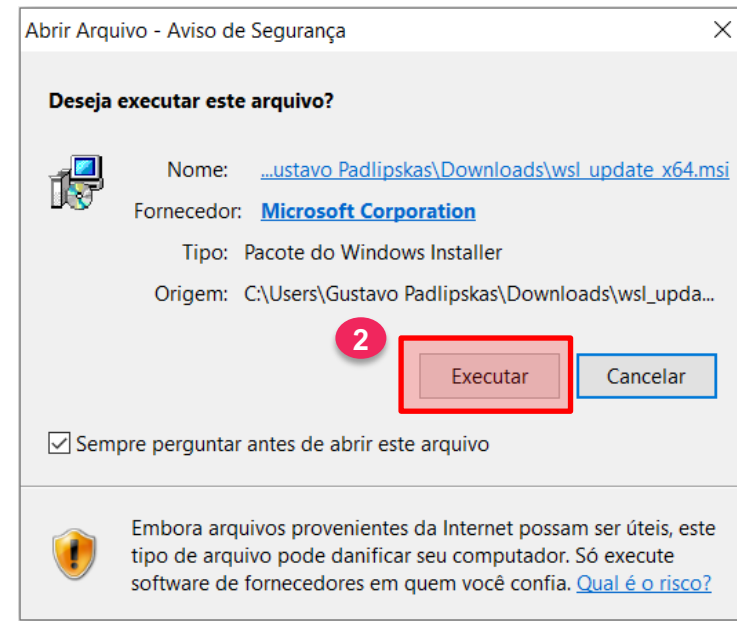 Abrir Arquivo - Aviso de Segurança
Deseja executar este arquivo?
Nome: ...ustavo Padlipskas\Downloads\wsl_update_x64.msi
Fornecedor: Microsoft Corporation
Tipo: Pacote do Windows Installer
Origem: C:\Users\Gustavo Padlipskas\Downloads\wsl_upda...
2
Executar Cancelar
Sempre perguntar antes de abrir este arquivo
Embora arquivos provenientes da Internet possam ser úteis, este
tipo de arquivo pode danificar seu computador. Só execute
software de fornecedores em quem você confia. Qual é o risco?